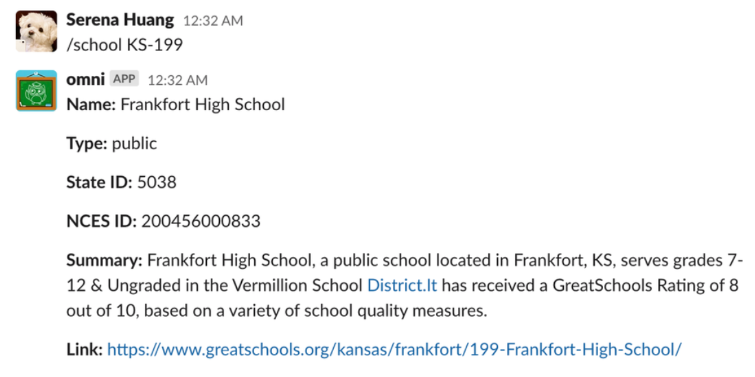 Serena Huang 12:32 AM
/school KS-199
omni APP 12:32 AM
Name: Frankfort High School
Type: public
State ID: 5038
NCES ID: 200456000833
Summary: Frankfort High School, a public school located in Frankfort, KS, serves grades 7-
12 & Ungraded in the Vermillion School District.It has received a GreatSchools Rating of 8
out of 10, based on a variety of school quality measures.
Link: https://www.greatschools.org/kansas/frankfort/199-Frankfort-High-School/